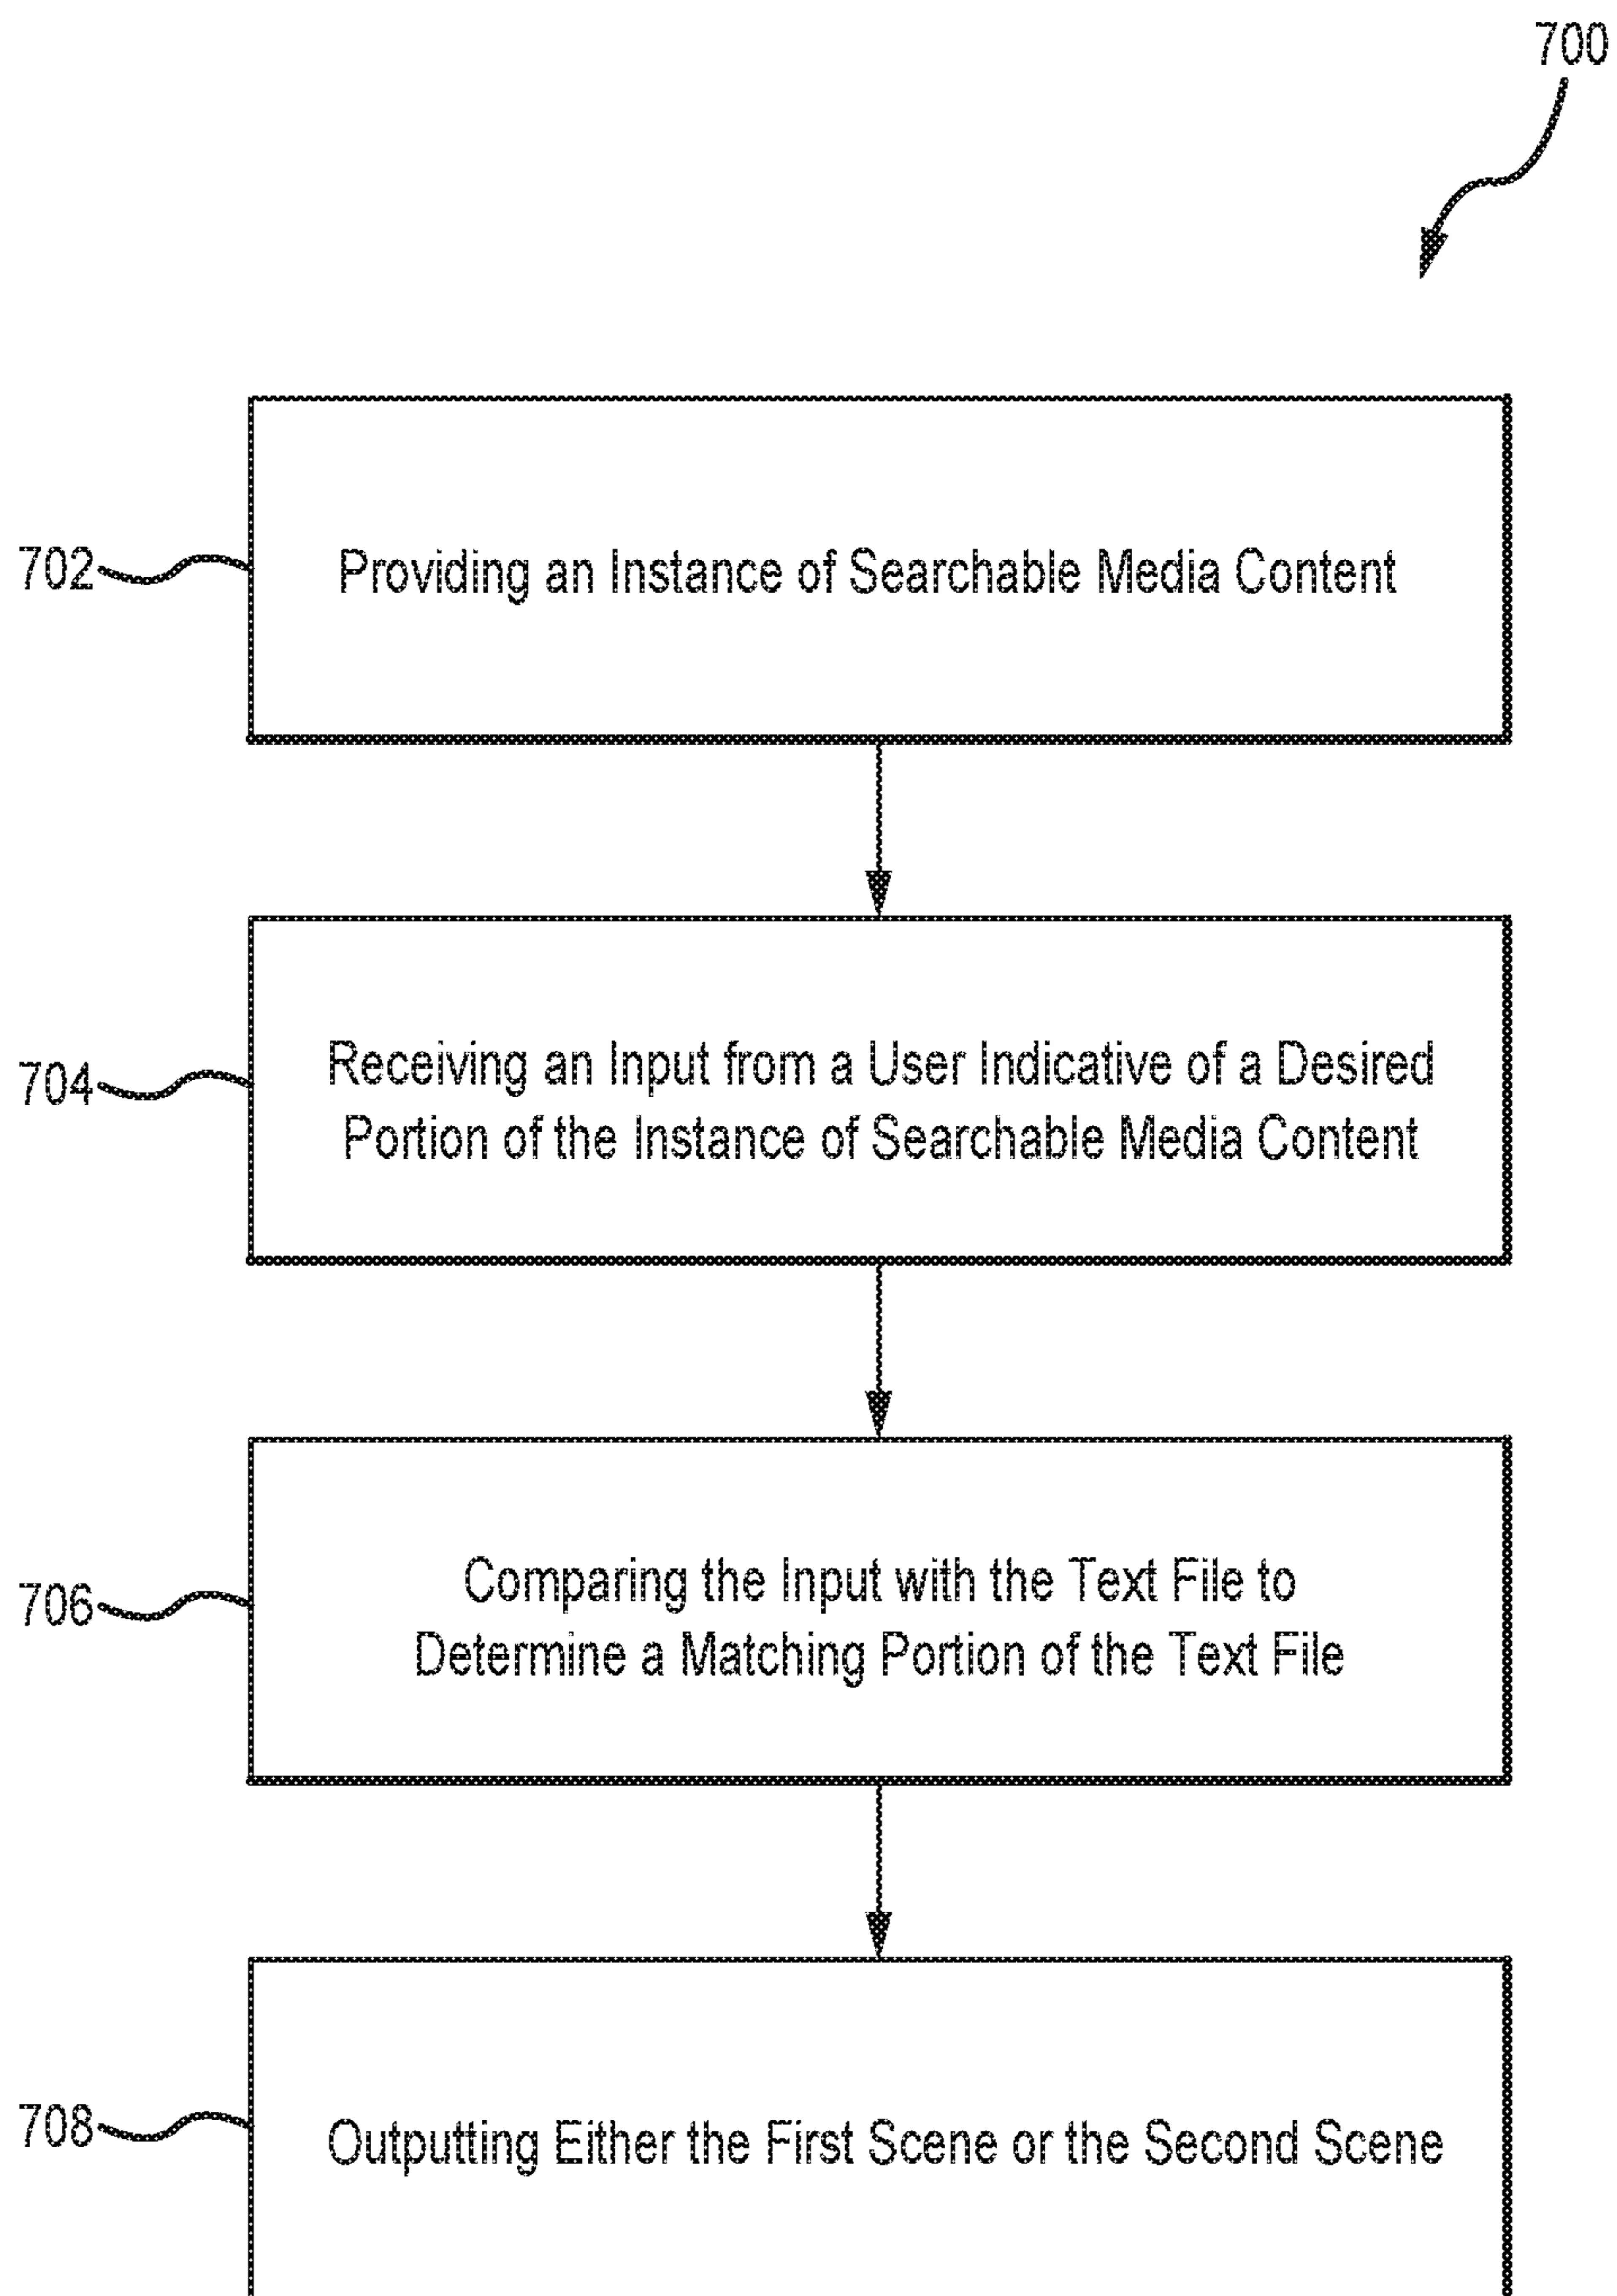 700
702
Providing an Instance of Searchable Media Content
704
Receiving an Input from a User Indicative of a Desired
Portion of the Instance of Searchable Media Content
706
Comparing the Input with the Text File to
Determine a Matching Portion of the Text File
708
Outputting Either the First Scene or the Second Scene